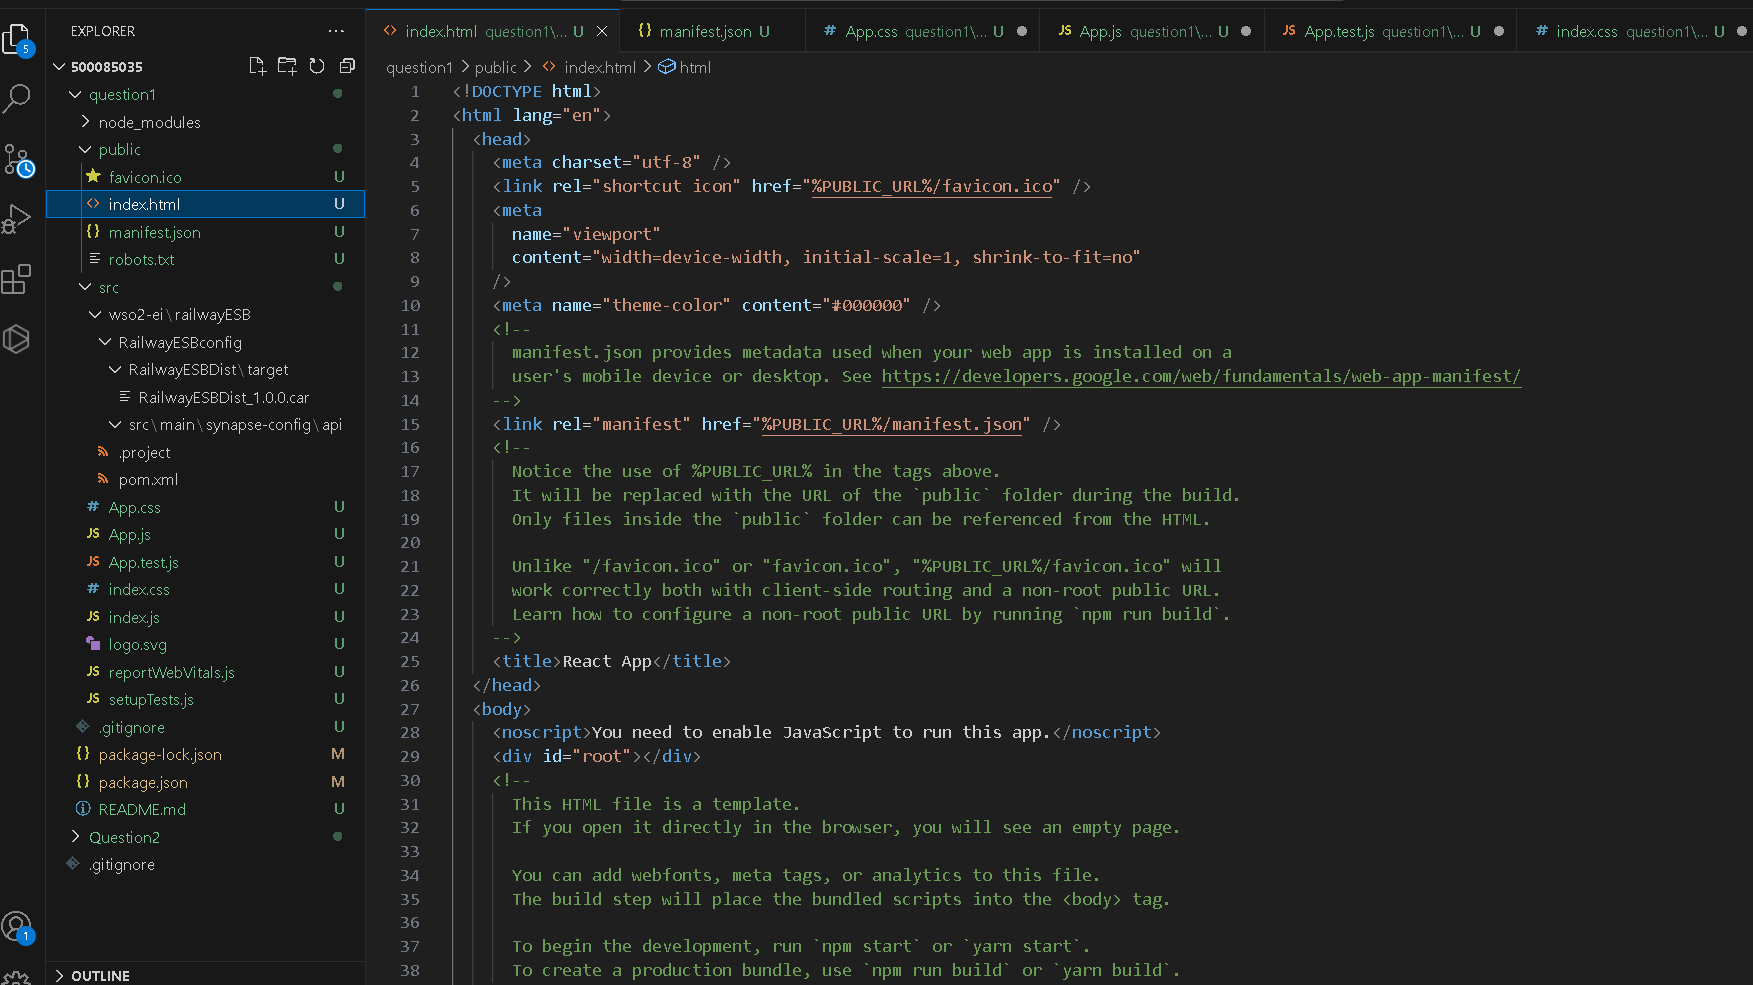 EXPLORER
500085035
question1
node_modules
public
favicon.ico U
index.html U
manifest.json U
robots.txt U
src
wso2-ei\railwayESB
RailwayESBconfig
RailwayESBDist\target
RailwayESBDist_1.0.0.car
src\main\synapse-config\api
.project
pom.xml
App.css U
App.js U
App.test.js U
index.css U
index.js U
logo.svg U
reportWebVitals.js U
setupTests.js U
.gitignore U
package-lock.json M
package.json M
README.md U
Question2
.gitignore
OUTLINE
5
1
index.html question1\... U
manifest.json U
App.css question1\... U
App.js question1\... U
App.test.js question1\... U
index.css question1\... U
question1 > public > index.html > html
1 <!DOCTYPE html>
2 <html lang="en">
3 <head>
4 <meta charset="utf-8" />
5 <link rel="shortcut icon" href="%PUBLIC_URL%/favicon.ico" />
6 <meta
7 name="viewport"
8 content="width=device-width, initial-scale=1, shrink-to-fit=no"
9 />
10 <meta name="theme-color" content="#000000" />
11 <!--
12 manifest.json provides metadata used when your web app is installed on a
13 user's mobile device or desktop. See https://developers.google.com/web/fundamentals/web-app-manifest/
14 -->
15 <link rel="manifest" href="%PUBLIC_URL%/manifest.json" />
16 <!--
17 Notice the use of %PUBLIC_URL% in the tags above.
18 It will be replaced with the URL of the `public` folder during the build.
19 Only files inside the `public` folder can be referenced from the HTML.
20
21 Unlike "/favicon.ico" or "favicon.ico", "%PUBLIC_URL%/favicon.ico" will
22 work correctly both with client-side routing and a non-root public URL.
23 Learn how to configure a non-root public URL by running `npm run build`.
24 -->
25 <title>React App</title>
26 </head>
27 <body>
28 <noscript>You need to enable JavaScript to run this app.</noscript>
29 <div id="root"></div>
30 <!--
31 This HTML file is a template.
32 If you open it directly in the browser, you will see an empty page.
33
34 You can add webfonts, meta tags, or analytics to this file.
35 The build step will place the bundled scripts into the <body> tag.
36
37 To begin the development, run `npm start` or `yarn start`.
38 To create a production bundle, use `npm run build` or `yarn build`.